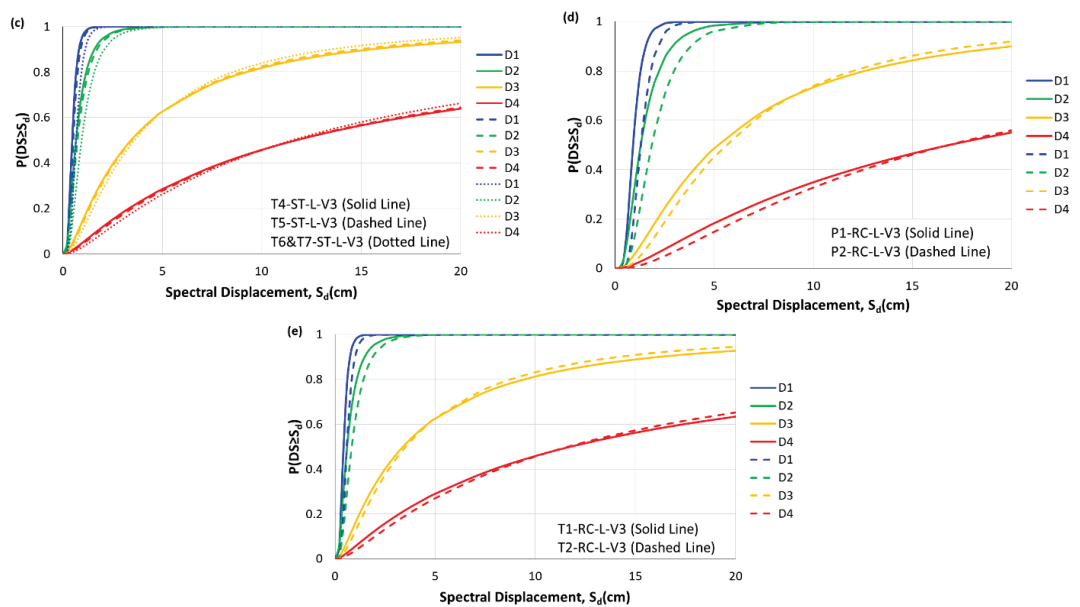 (c)
P(DS≥Sd)
1
0.8
0.6
0.4
0.2
0
0
5
10
15
20
Spectral Displacement, Sd(cm)
T4-ST-L-V3 (Solid Line)
T5-ST-L-V3 (Dashed Line)
T6&T7-ST-L-V3 (Dotted Line)
D1
D2
D3
D4
D1
D2
D3
D4
D1
D2
D3
D4
(d)
P(DS≥Sd)
1
0.8
0.6
0.4
0.2
0
0
5
10
15
20
Spectral Displacement, Sd(cm)
P1-RC-L-V3 (Solid Line)
P2-RC-L-V3 (Dashed Line)
D1
D2
D3
D4
D1
D2
D3
D4
(e)
P(DS≥Sd)
1
0.8
0.6
0.4
0.2
0
0
5
10
15
20
Spectral Displacement, Sd(cm)
T1-RC-L-V3 (Solid Line)
T2-RC-L-V3 (Dashed Line)
D1
D2
D3
D4
D1
D2
D3
D4